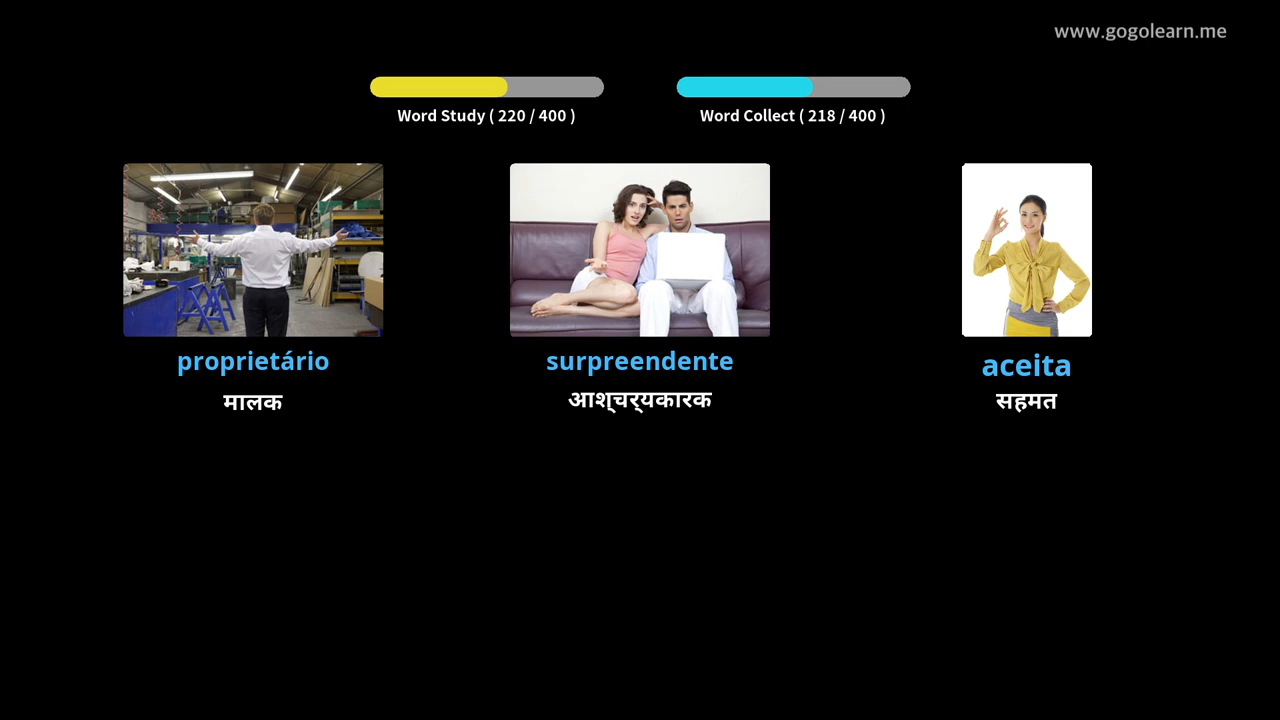 www.gogolearn.me
Word Study ( 220 / 400 )
Word Collect ( 218 / 400 )
proprietário
surpreendente
aceita
मालक
आश्चर्यकारक
सहमत